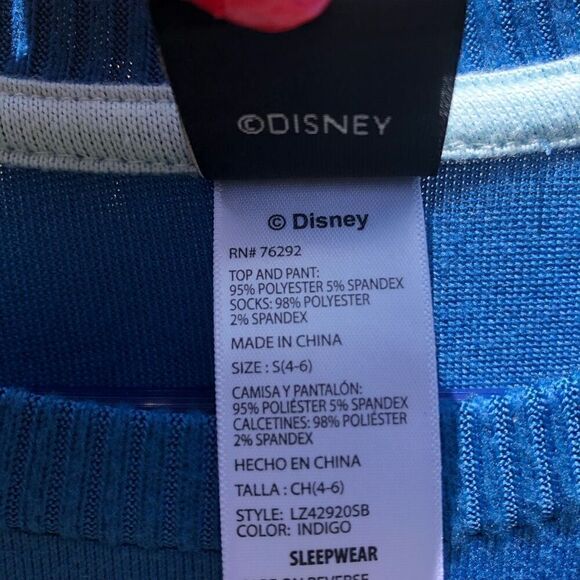 ©DISNEY
© Disney
RN# 76292
TOP AND PANT:
95% POLYESTER 5% SPANDEX
SOCKS: 98% POLYESTER
2% SPANDEX
MADE IN CHINA
SIZE : S(4-6)
CAMISA Y PANTALÓN:
95% POLIÉSTER 5% SPANDEX
CALCETINES: 98% POLIÉSTER
2% SPANDEX
HECHO EN CHINA
TALLA : CH(4-6)
STYLE: LZ42920SB
COLOR: INDIGO
SLEEPWEAR
ON REVERSE